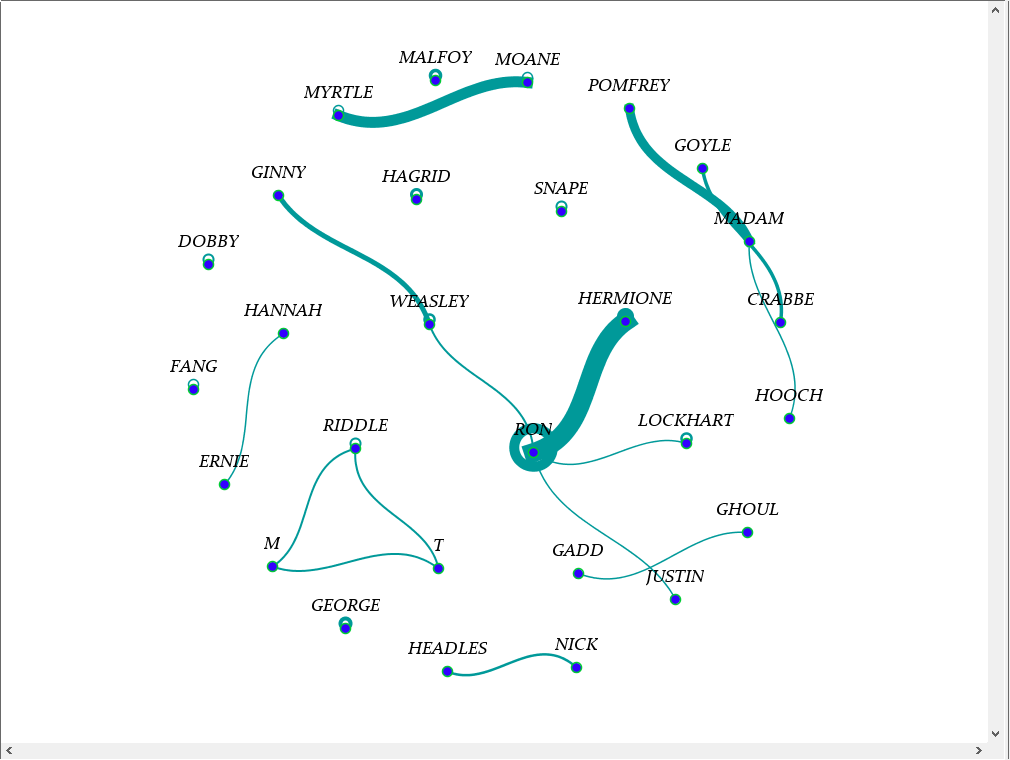 MALFOY
MOANE
MYRTLE
POMFREY
GOYLE
GINNY
HAGRID
SNAPE
MADAM
DOBBY
WEASLEY
HERMIONE
CRABBE
HANNAH
FANG
HOOCH
RIDDLE
RON
LOCKHART
ERNIE
GHOUL
M
T
GADD
JUSTIN
GEORGE
HEADLES
NICK